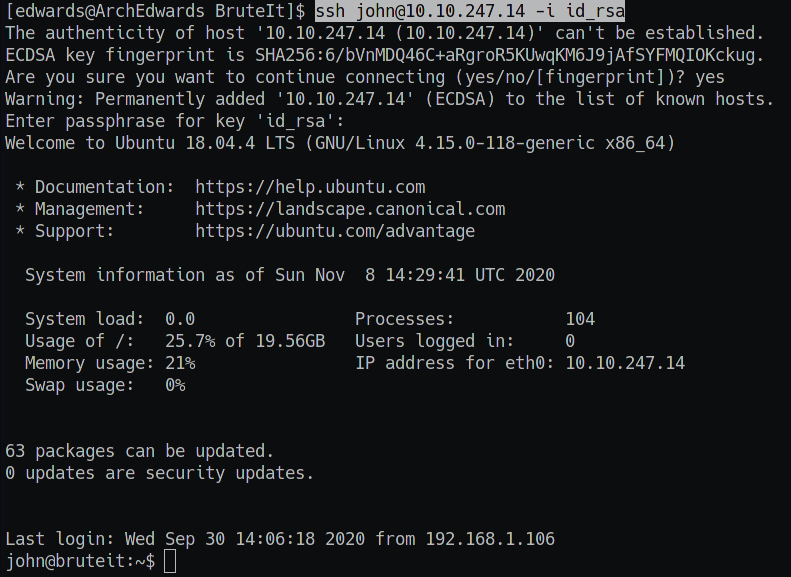 [edwards@ArchEdwards BruteIt]$ ssh john@10.10.247.14 -i id_rsa
The authenticity of host '10.10.247.14 (10.10.247.14)' can't be established.
ECDSA key fingerprint is SHA256:6/bVnMDQ46C+aRgroR5KUwqKM6J9jAfSYFMQIOKckug.
Are you sure you want to continue connecting (yes/no/[fingerprint])? yes
Warning: Permanently added '10.10.247.14' (ECDSA) to the list of known hosts.
Enter passphrase for key 'id_rsa':
Welcome to Ubuntu 18.04.4 LTS (GNU/Linux 4.15.0-118-generic x86_64)

 * Documentation:  https://help.ubuntu.com
 * Management:     https://landscape.canonical.com
 * Support:        https://ubuntu.com/advantage

  System information as of Sun Nov  8 14:29:41 UTC 2020

  System load:  0.0                Processes:           104
  Usage of /:   25.7% of 19.56GB   Users logged in:     0
  Memory usage: 21%                IP address for eth0: 10.10.247.14
  Swap usage:   0%

63 packages can be updated.
0 updates are security updates.

Last login: Wed Sep 30 14:06:18 2020 from 192.168.1.106
john@bruteit:~$